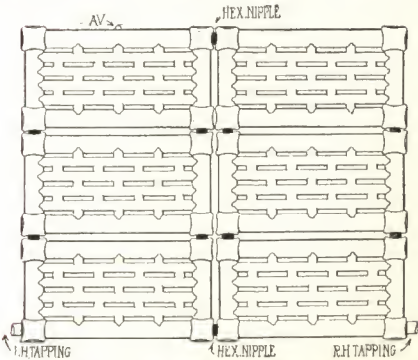 AV
HEX. NIPPLE
L.H TAPPING
HEX. NIPPLE
R.H TAPPING